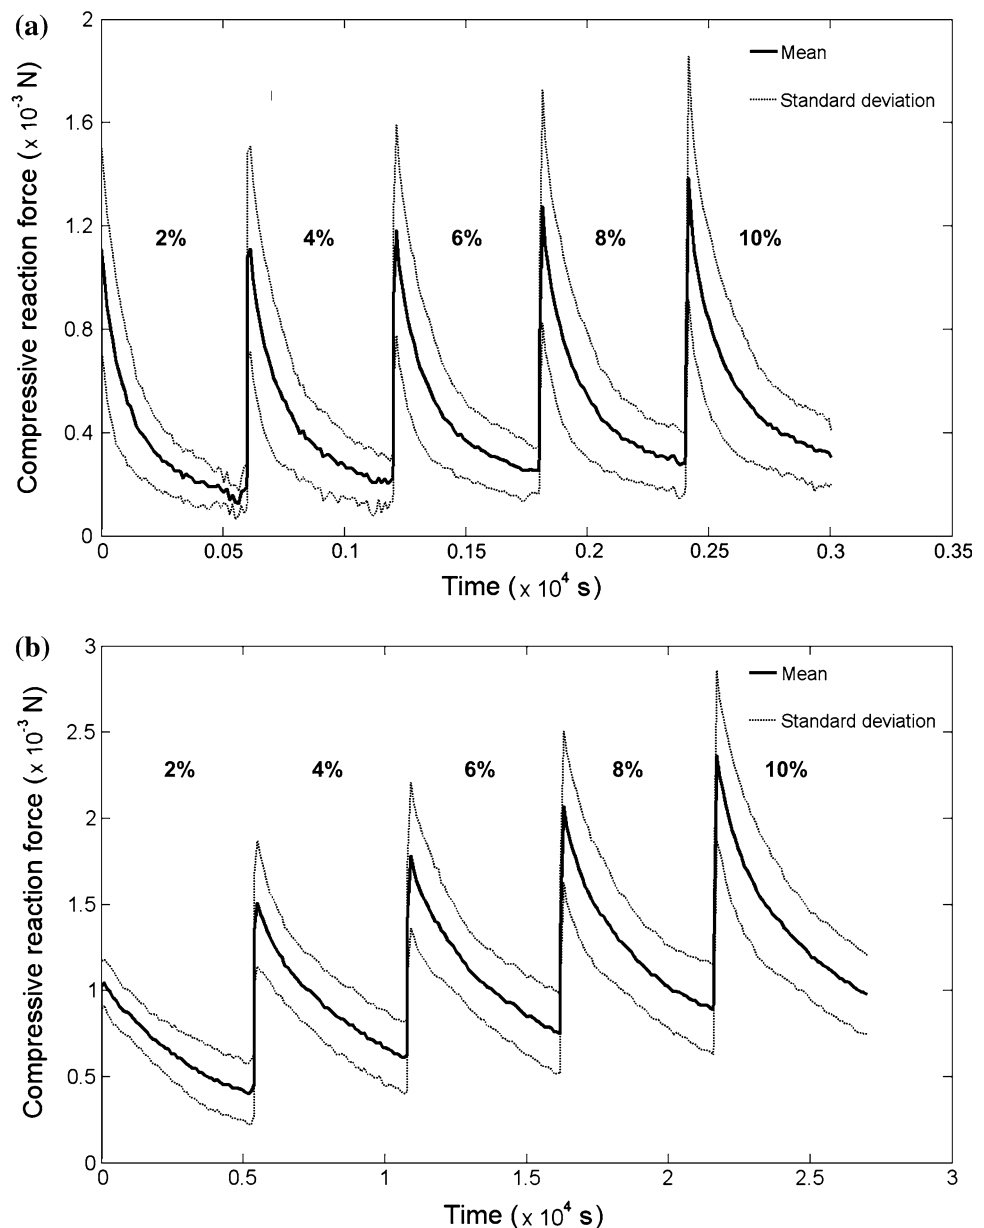 (a)
2
1.6
1.2
0.8
0.4
0
Compressive reaction force (x 10⁻³ N)
Mean
Standard deviation
2% 4% 6% 8% 10%
0 0.05 0.1 0.15 0.2 0.25 0.3 0.35
Time (x 10⁴ s)
(b)
3
2.5
2
1.5
1
0.5
0
Compressive reaction force (x 10⁻³ N)
Mean
Standard deviation
2% 4% 6% 8% 10%
0 0.5 1 1.5 2 2.5 3
Time (x 10⁴ s)